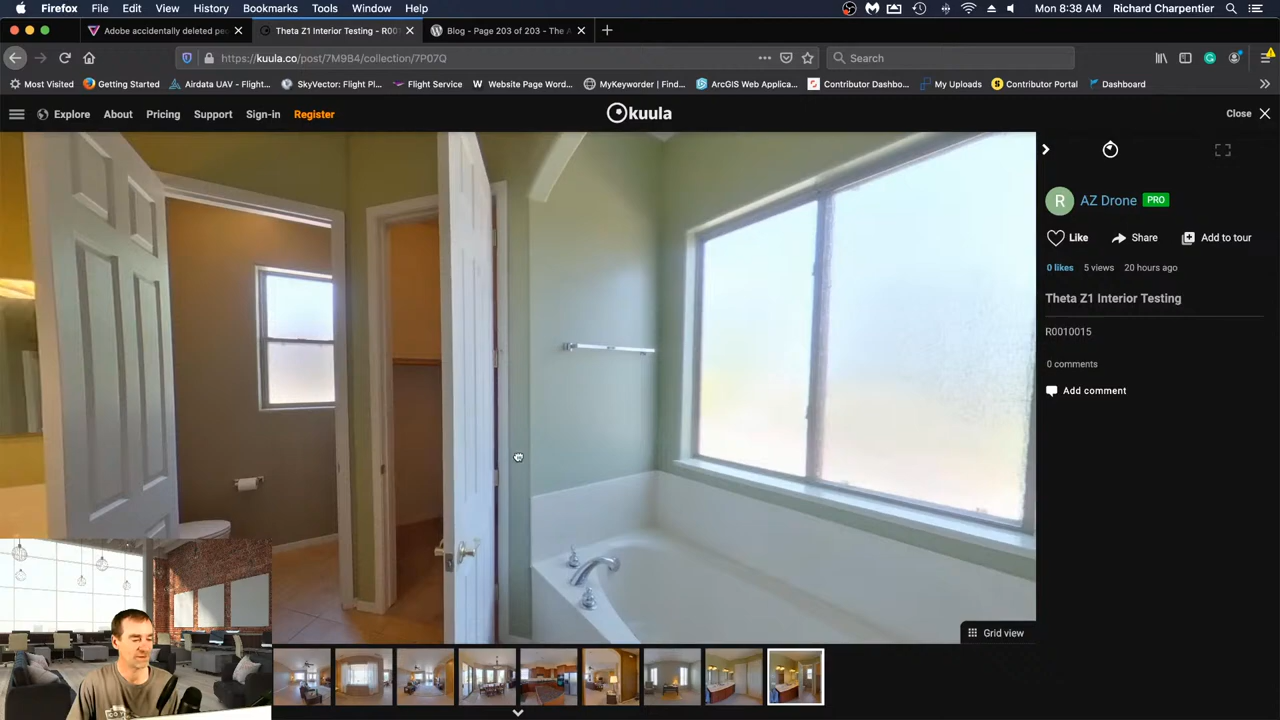 Firefox File Edit View History Bookmarks Tools Window Help Mon 8:38 AM Richard Charpentier
Adobe accidentally deleted pe Theta Z1 Interior Testing - R00 Blog - Page 203 of 203 - The A
https://kuula.co/post/7M9B4/collection/7P07Q Search
Most Visited Getting Started Airdata UAV - Flight... SkyVector: Flight Pl... Flight Service Website Page Wor... MyKeyworder | Find... ArcGIS Web Applica... Contributor Dashbo... My Uploads Contributor Portal Dashboard
Explore About Pricing Support Sign-in Register kuula Close
R AZ Drone PRO
Like Share Add to tour
0 likes 5 views 20 hours ago
Theta Z1 Interior Testing
R0010015
0 comments
Add comment
Grid view